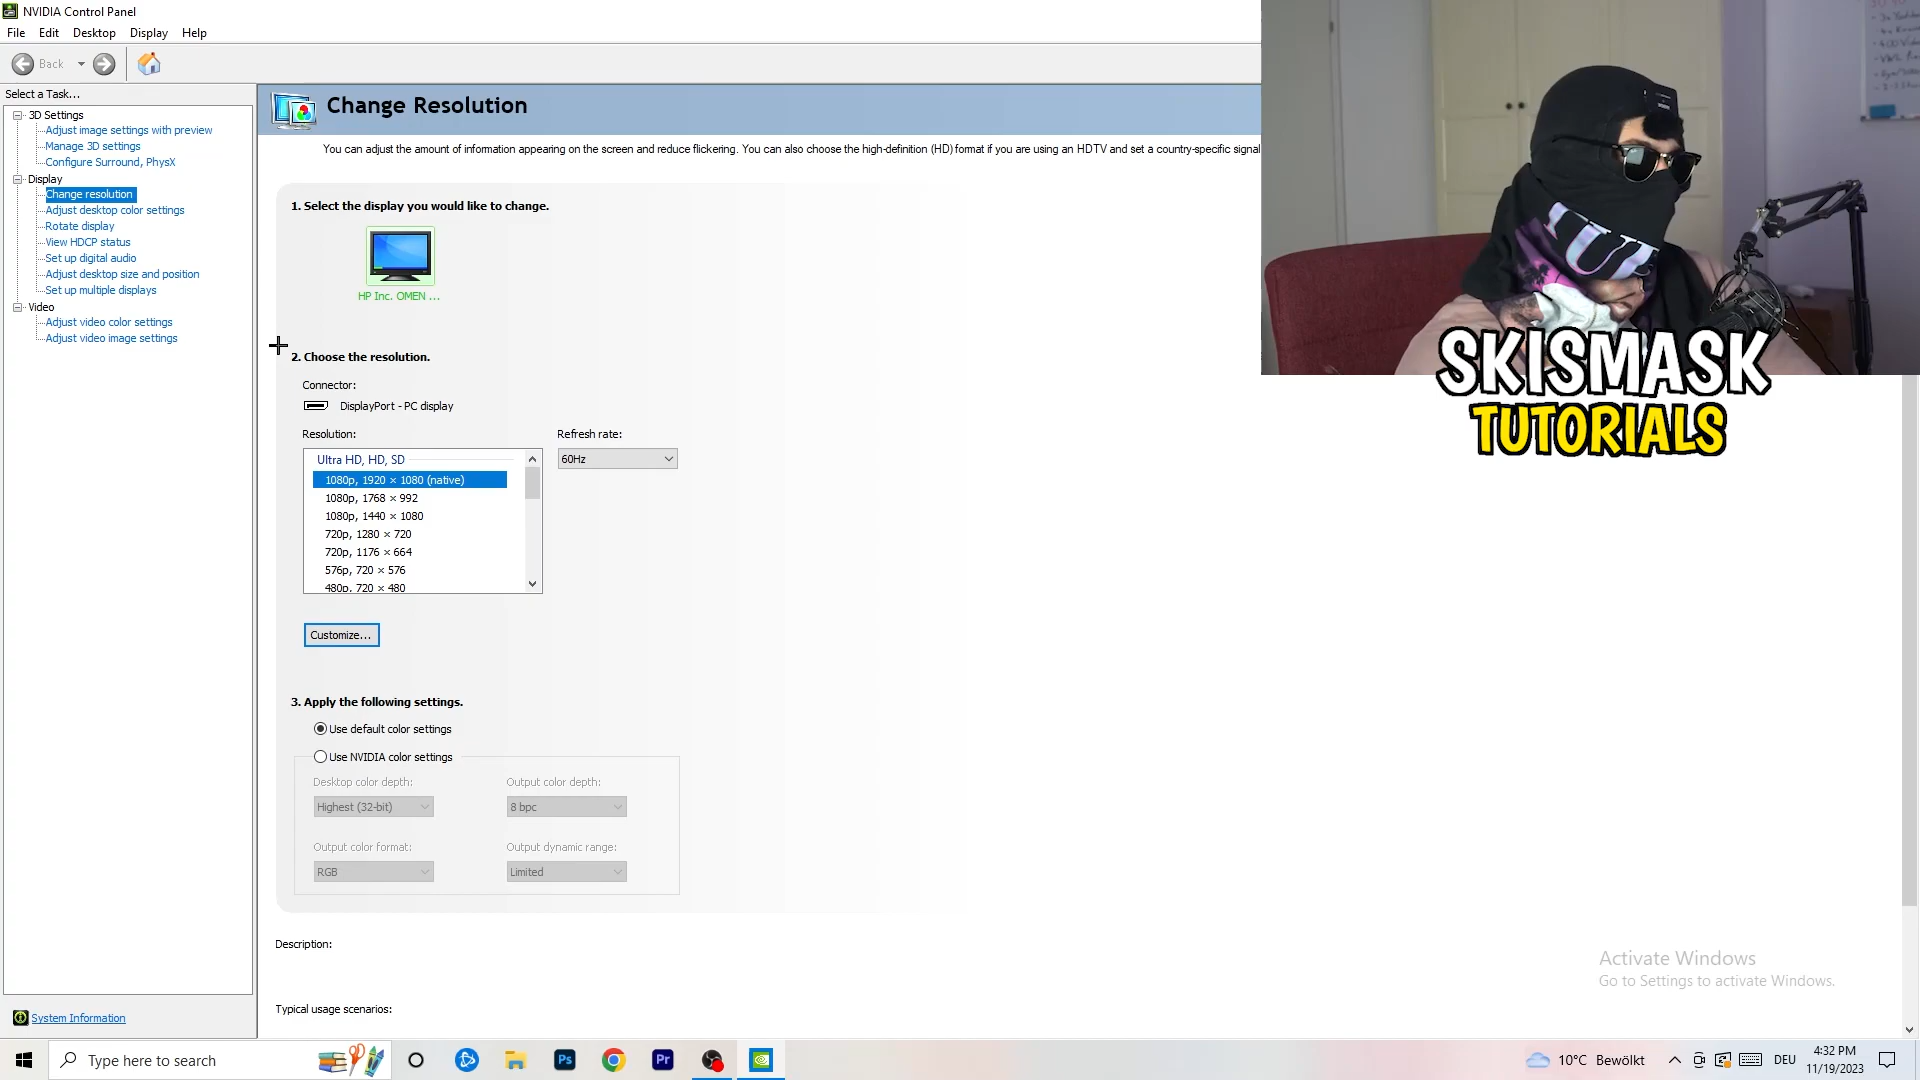 NVIDIA Control Panel
File Edit Desktop Display Help
Back
Select a Task...
3D Settings
Adjust image settings with preview
Manage 3D settings
Configure Surround, PhysX
Display
Change resolution
Adjust desktop color settings
Rotate display
View HDCP status
Set up digital audio
Adjust desktop size and position
Set up multiple displays
Video
Adjust video color settings
Adjust video image settings
System Information
Change Resolution
You can adjust the amount of information appearing on the screen and reduce flickering. You can also choose the high-definition (HD) format if you are using an HDTV and set a country-specific signal
1. Select the display you would like to change.
HP Inc. OMEN ...
2. Choose the resolution.
Connector:
DisplayPort - PC display
Resolution:
Refresh rate:
Ultra HD, HD, SD
60Hz
1080p, 1920 × 1080 (native)
1080p, 1768 × 992
1080p, 1440 × 1080
720p, 1280 × 720
720p, 1176 × 664
576p, 720 × 576
480p, 720 × 480
Customize...
3. Apply the following settings.
Use default color settings
Use NVIDIA color settings
Desktop color depth:
Output color depth:
Highest (32-bit)
8 bpc
Output color format:
Output dynamic range:
RGB
Limited
Description:
Typical usage scenarios:
SKISMASK
TUTORIALS
Activate Windows
Go to Settings to activate Windows.
Type here to search
Ps
Pr
10°C Bewölkt
DEU
4:32 PM
11/19/2023